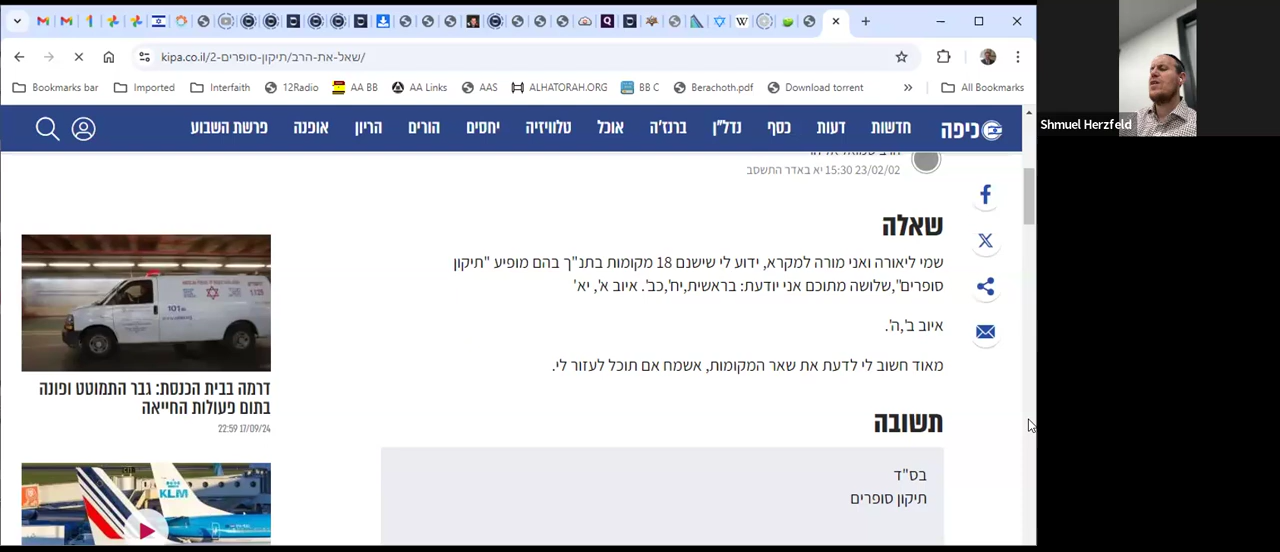 kipa.co.il/2-שאל-את-הרב/תיקון-סופרים/
Bookmarks bar Imported Interfaith 12Radio AA BB AA Links AAS ALHATORAH.ORG BB C Berachoth.pdf Download torrent » All Bookmarks
כיפה חדשות דעות כסף נדל"ן ברנז'ה אוכל טלוויזיה יחסים הורים הריון אופנה פרשת השבוע
23/02/02 15:30 יא באדר התשסב
שאלה
שמי ליאורה ואני מורה למקרא, ידוע לי שישנם 18 מקומות בתנ"ך בהם מופיע "תיקון
סופרים",שלושה מתוכם אני יודעת: בראשית,יח',כב'. איוב א', יא'
איוב ב',ה'.
מאוד חשוב לי לדעת את שאר המקומות, אשמח אם תוכל לעזור לי.
תשובה
בס"ד
תיקון סופרים
101
דרמה בבית הכנסת: גבר התמוטט ופונה
בתום פעולות החייאה
22:59 17/09/24
KLM
Shmuel Herzfeld